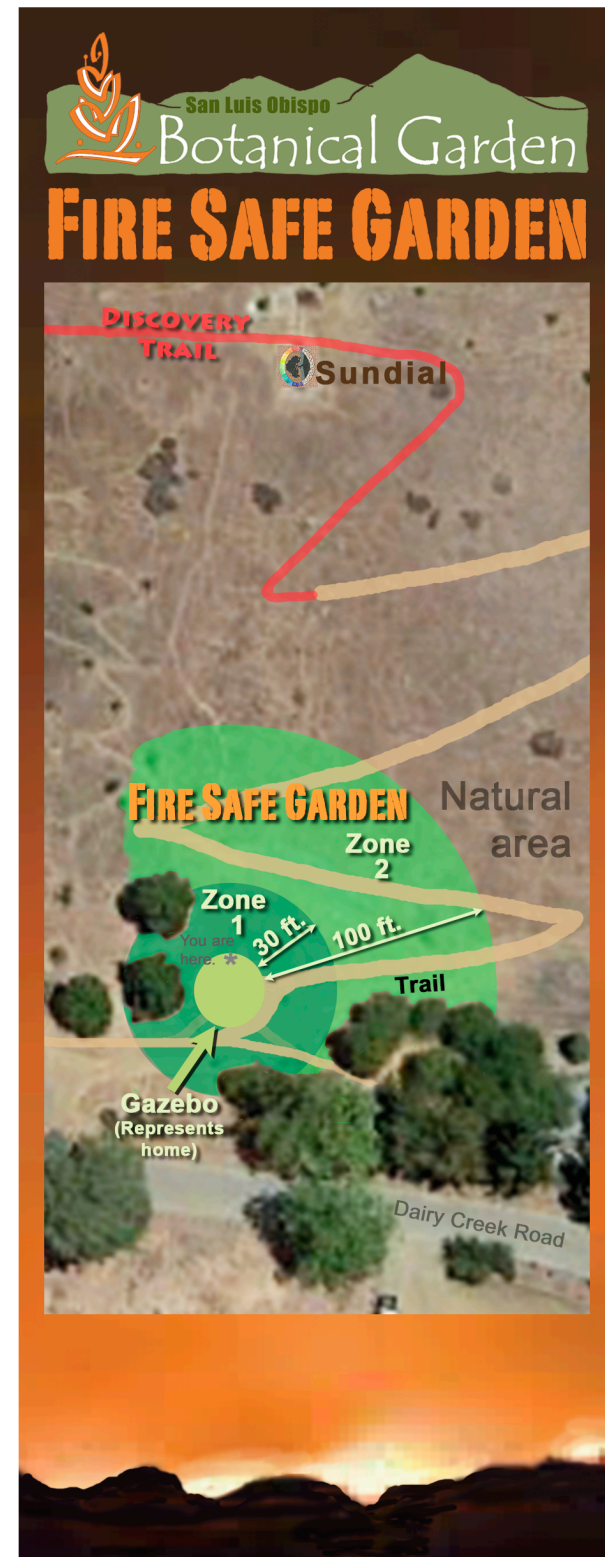 San Luis Obispo
Botanical Garden
FIRE SAFE GARDEN
DISCOVERY
TRAIL
Sundial
FIRE SAFE GARDEN
Natural
area
Zone
2
Zone
1
30 ft.
100 ft.
You are
here. *
Trail
Gazebo
(Represents
home)
Dairy Creek Road